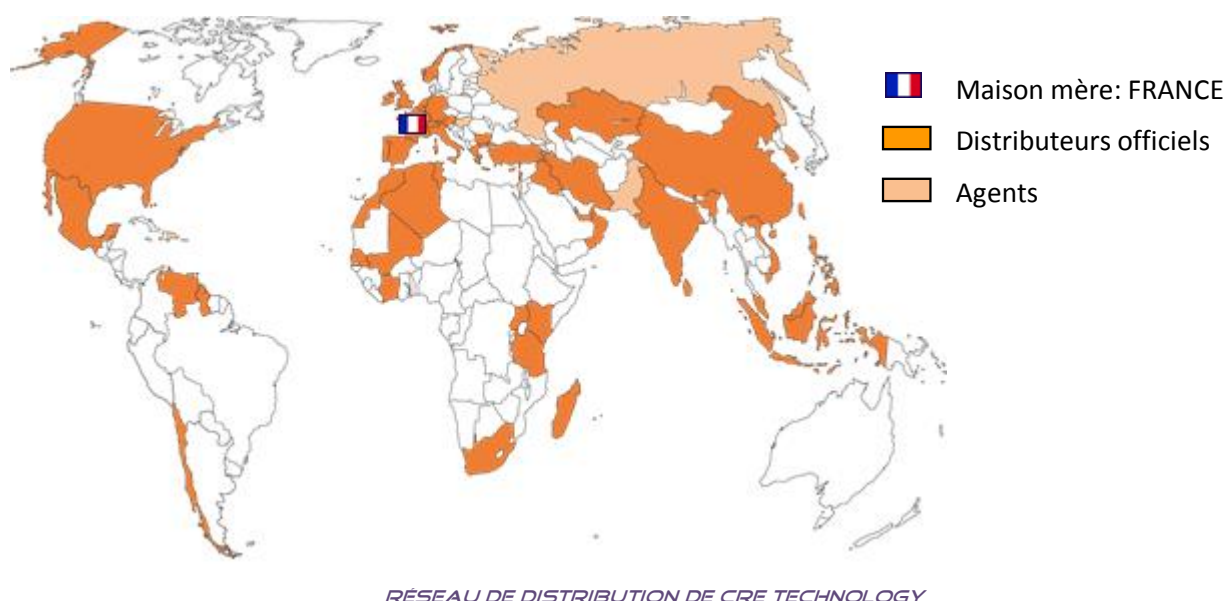 Maison mère: FRANCE
Distributeurs officiels
Agents
RÉSEAU DE DISTRIBUTION DE CRE TECHNOLOGY